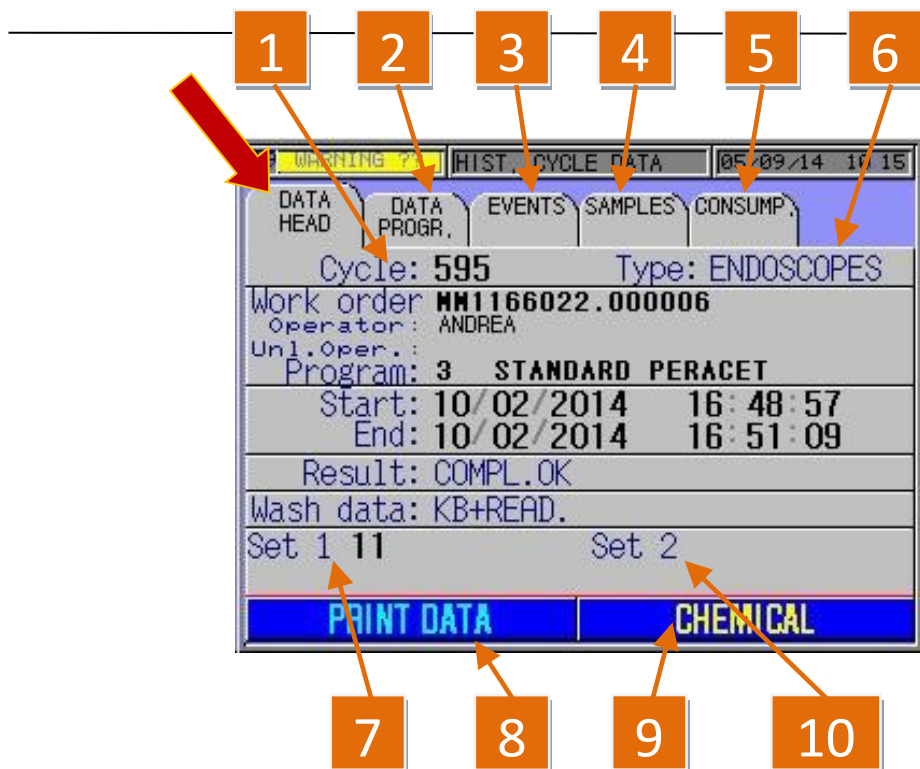 1 2 3 4 5 6
WARNING ?? HIST. CYCLE DATA 05/09/14 10 15
DATA HEAD DATA PROGR. EVENTS SAMPLES CONSUMP.
Cycle: 595 Type: ENDOSCOPES
Work order MM1166022.000006
Operator: ANDREA
Unl.Oper.:
Program: 3 STANDARD PERACET
Start: 10/02/2014 16:48:57
End: 10/02/2014 16:51:09
Result: COMPL.OK
Wash data: KB+READ.
Set 1 11 Set 2
PRINT DATA CHEMICAL
7 8 9 10